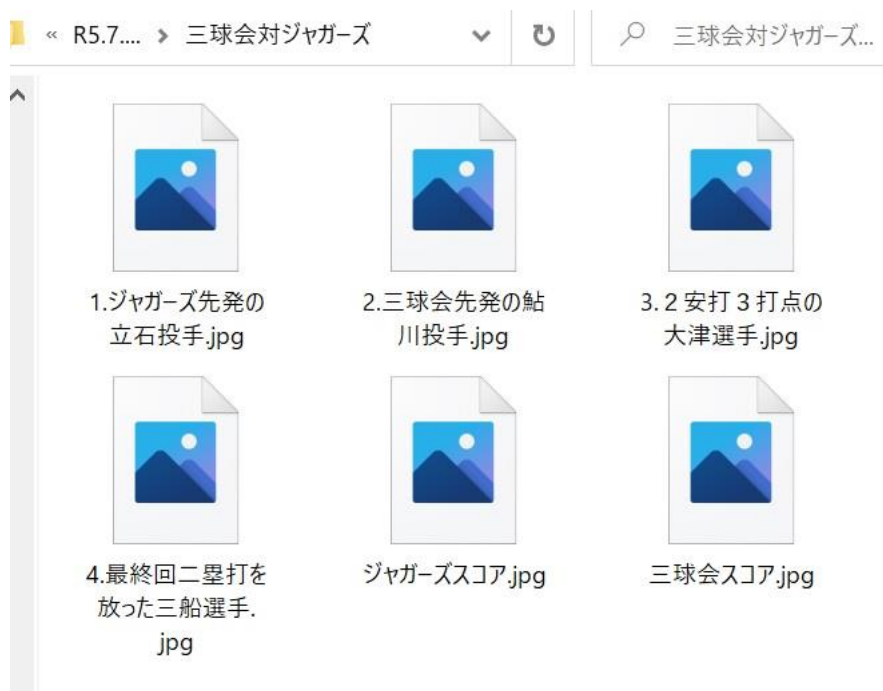 « R5.7.... › 三球会対ジャガーズ
三球会対ジャガーズ...
1.ジャガーズ先発の
立石投手.jpg
2.三球会先発の鮎
川投手.jpg
3.２安打３打点の
大津選手.jpg
4.最終回二塁打を
放った三船選手.
jpg
ジャガーズスコア.jpg
三球会スコア.jpg